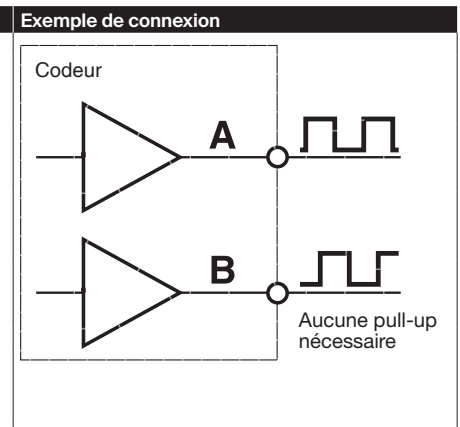 Exemple de connexion
Codeur
A
B
Aucune pull-up
nécessaire